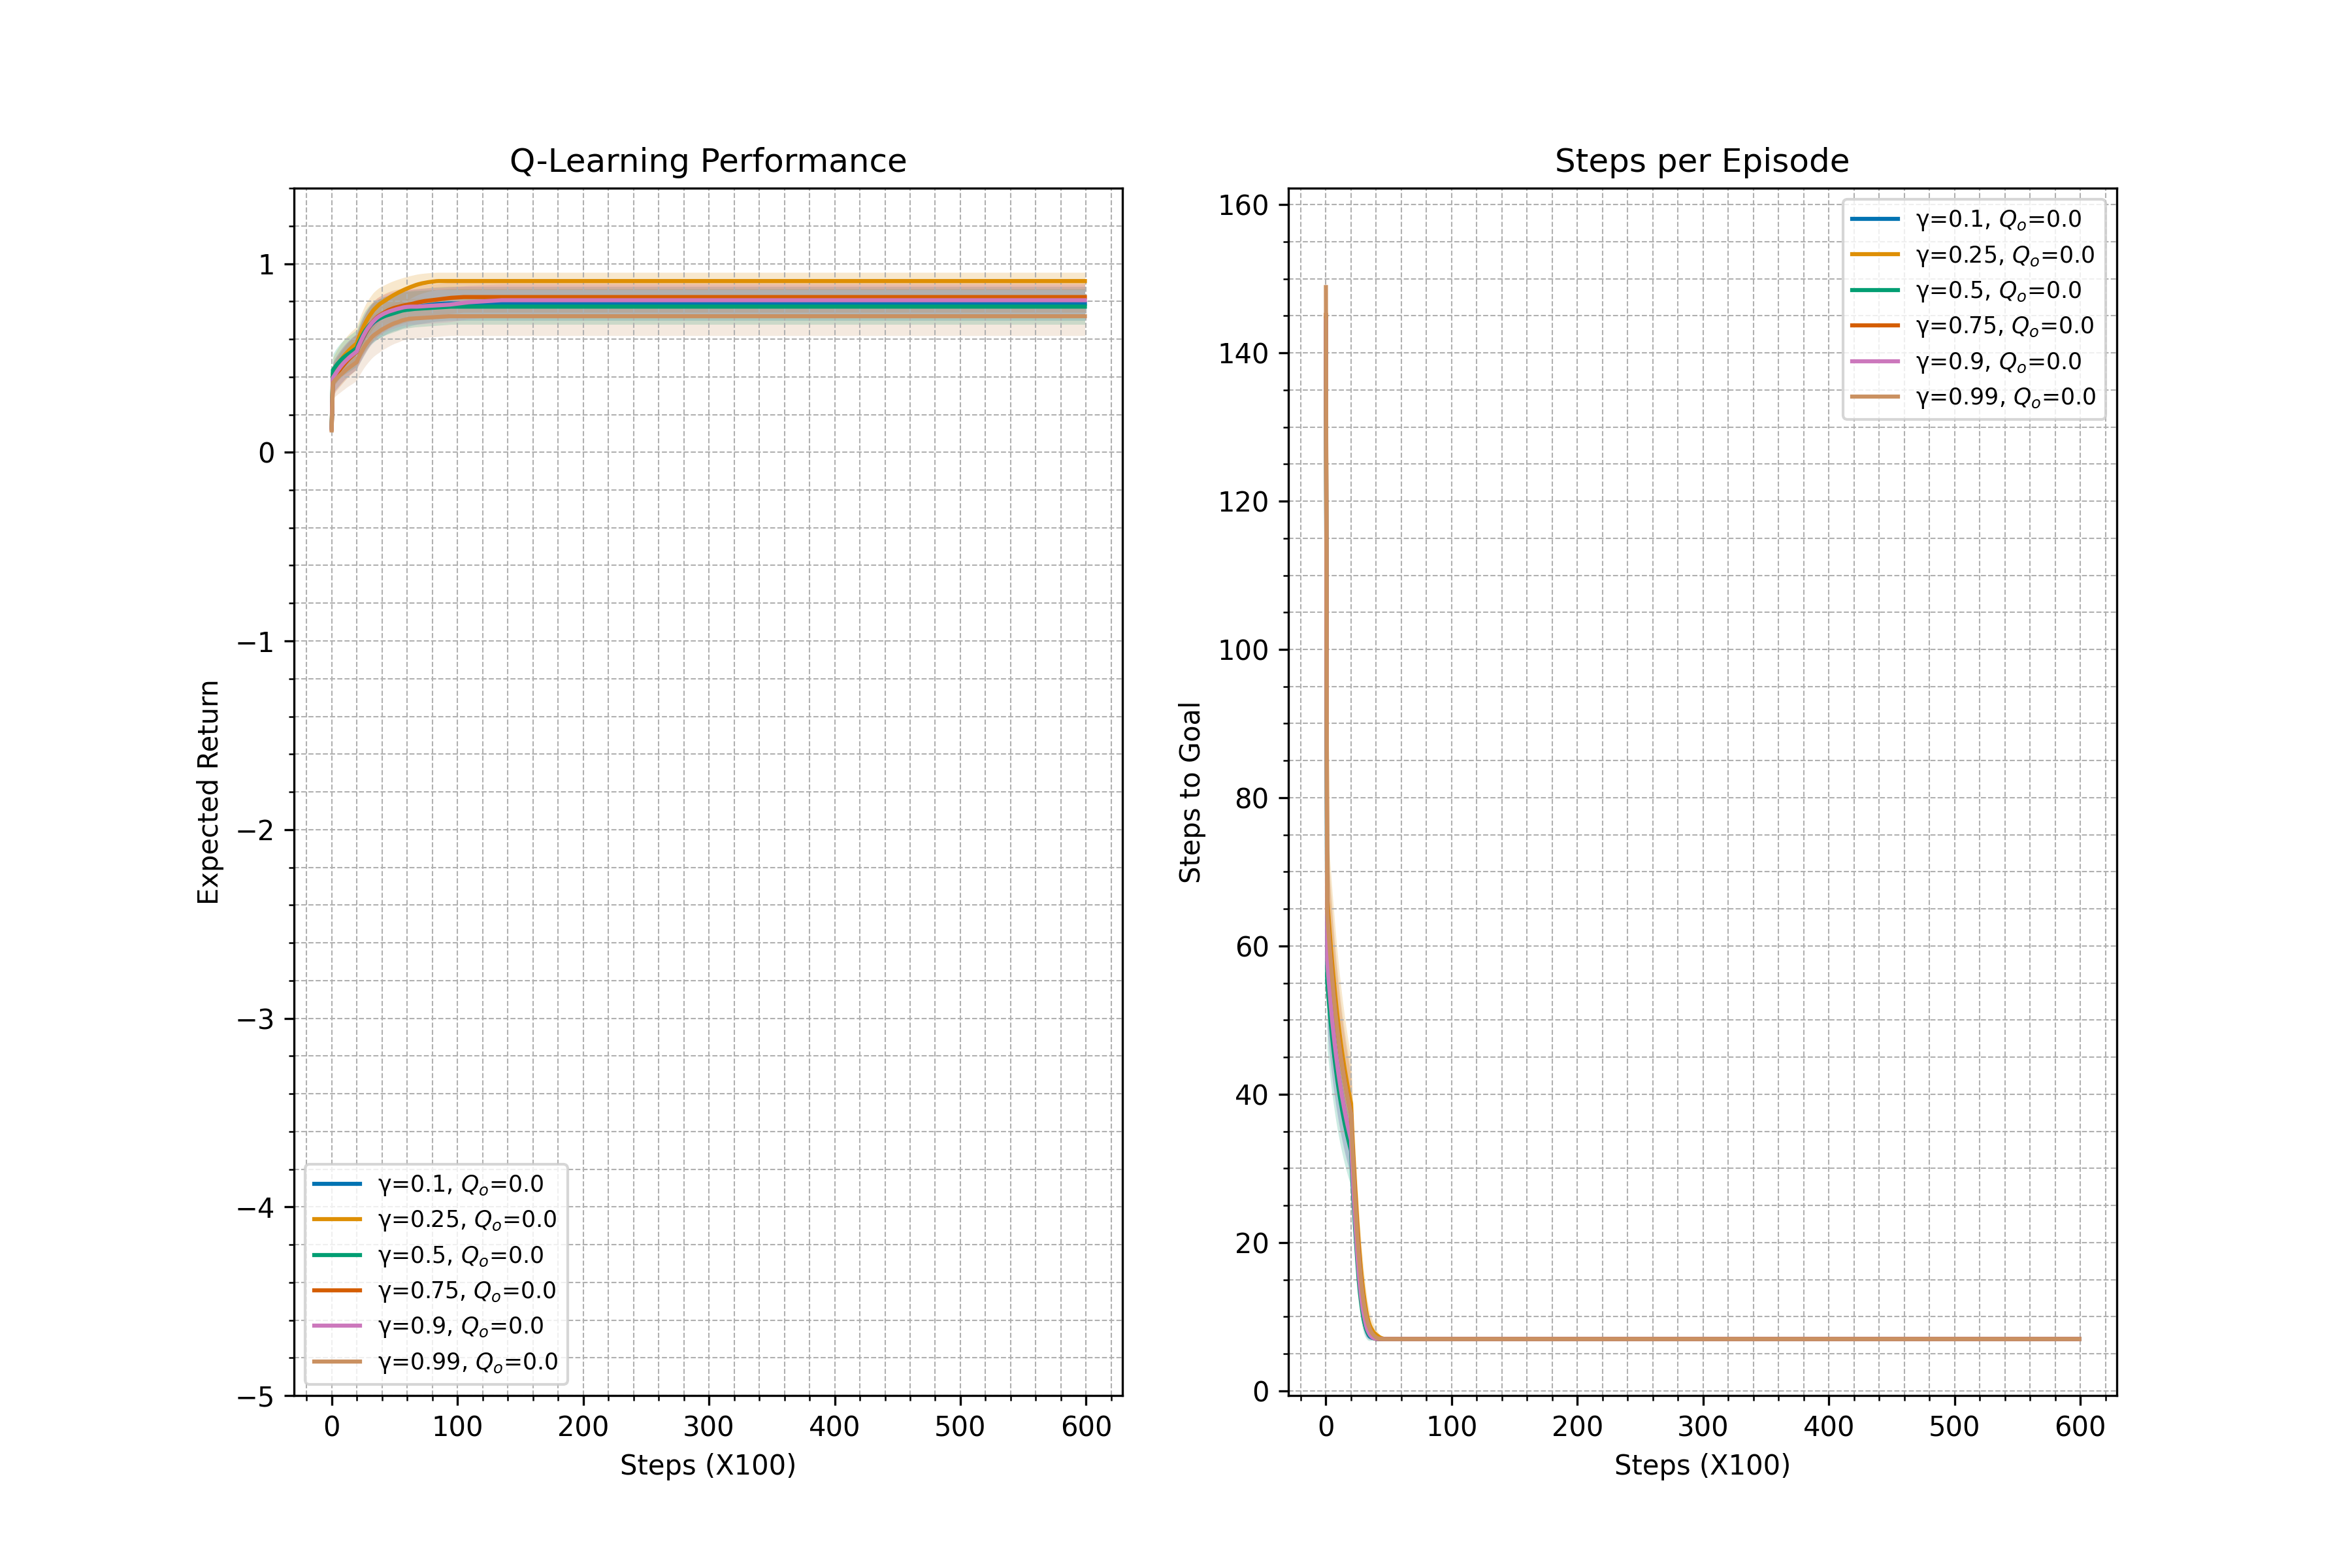 Q-Learning Performance
1
0
−1
−2
−3
−4
−5
Expected Return
γ=0.1, Qo=0.0
γ=0.25, Qo=0.0
γ=0.5, Qo=0.0
γ=0.75, Qo=0.0
γ=0.9, Qo=0.0
γ=0.99, Qo=0.0
0 100 200 300 400 500 600
Steps (X100)
Steps per Episode
160
140
120
100
80
60
40
20
0
Steps to Goal
γ=0.1, Qo=0.0
γ=0.25, Qo=0.0
γ=0.5, Qo=0.0
γ=0.75, Qo=0.0
γ=0.9, Qo=0.0
γ=0.99, Qo=0.0
0 100 200 300 400 500 600
Steps (X100)